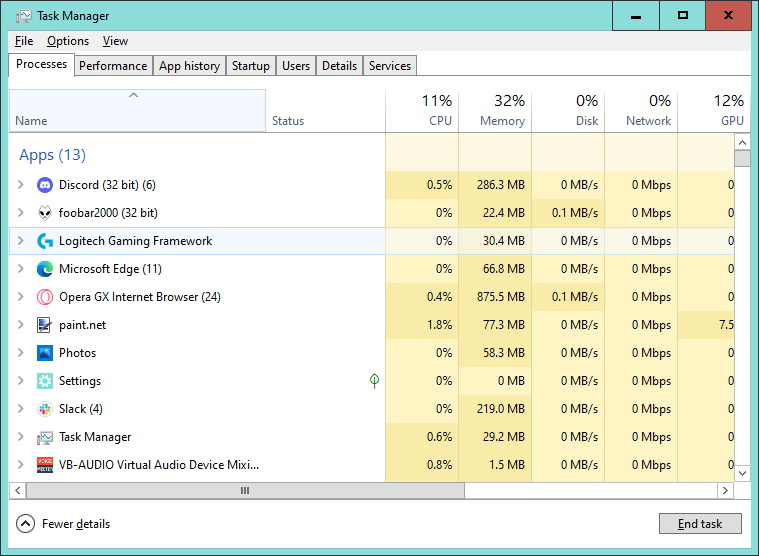 Task Manager
File Options View
Processes Performance App history Startup Users Details Services
11% 32% 0% 0% 12%
Name Status CPU Memory Disk Network GPU
Apps (13)
Discord (32 bit) (6) 0.5% 286.3 MB 0 MB/s 0 Mbps 0
foobar2000 (32 bit) 0% 22.4 MB 0.1 MB/s 0 Mbps 0
Logitech Gaming Framework 0% 30.4 MB 0 MB/s 0 Mbps 0
Microsoft Edge (11) 0% 66.8 MB 0 MB/s 0 Mbps 0
Opera GX Internet Browser (24) 0.4% 875.5 MB 0.1 MB/s 0 Mbps 0
paint.net 1.8% 77.3 MB 0 MB/s 0 Mbps 7.5
Photos 0% 58.3 MB 0 MB/s 0 Mbps 0
Settings 0% 0 MB 0 MB/s 0 Mbps 0
Slack (4) 0% 219.0 MB 0 MB/s 0 Mbps 0
Task Manager 0.6% 29.2 MB 0 MB/s 0 Mbps 0
VB-AUDIO Virtual Audio Device Mixi... 0.8% 1.5 MB 0 MB/s 0 Mbps 0
Fewer details End task